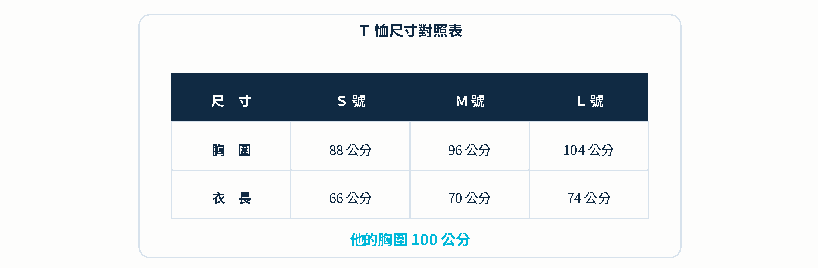 T 恤尺寸對照表
尺 寸 S 號 M 號 L 號
胸 圍 88 公分 96 公分 104 公分
衣 長 66 公分 70 公分 74 公分
他的胸圍 100 公分